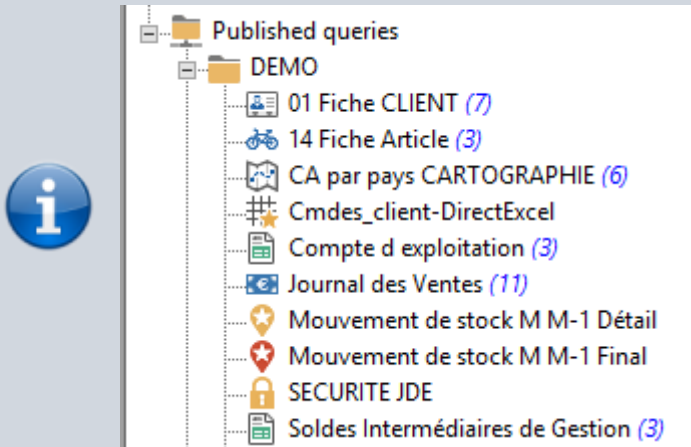 Published queries
DEMO
01 Fiche CLIENT (7)
14 Fiche Article (3)
CA par pays CARTOGRAPHIE (6)
Cmdes_client-DirectExcel
Compte d exploitation (3)
Journal des Ventes (11)
Mouvement de stock M M-1 Détail
Mouvement de stock M M-1 Final
SECURITE JDE
Soldes Intermédiaires de Gestion (3)